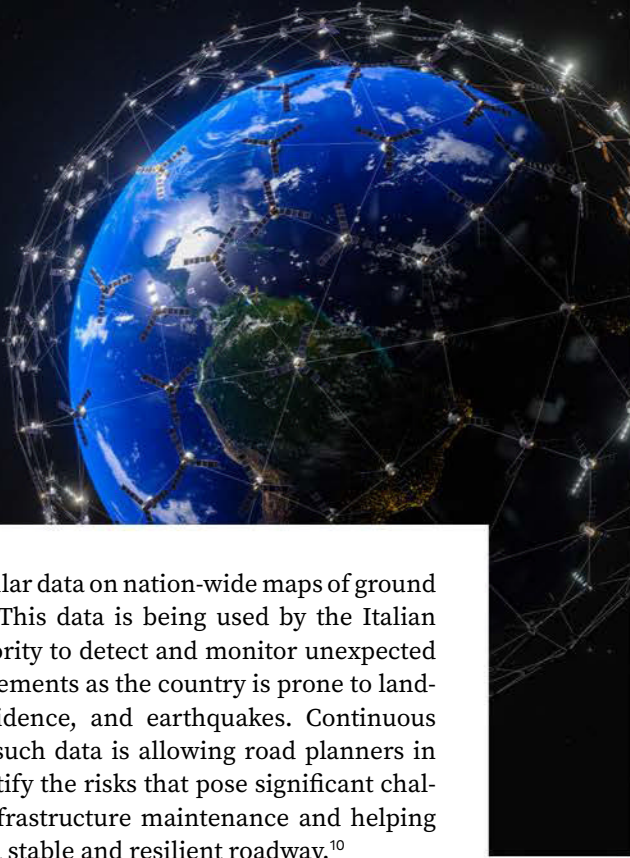 lar data on nation-wide maps of ground
This data is being used by the Italian
ority to detect and monitor unexpected
ements as the country is prone to land-
idence, and earthquakes. Continuous
such data is allowing road planners in
tify the risks that pose significant chal-
frastructure maintenance and helping
stable and resilient roadway.10